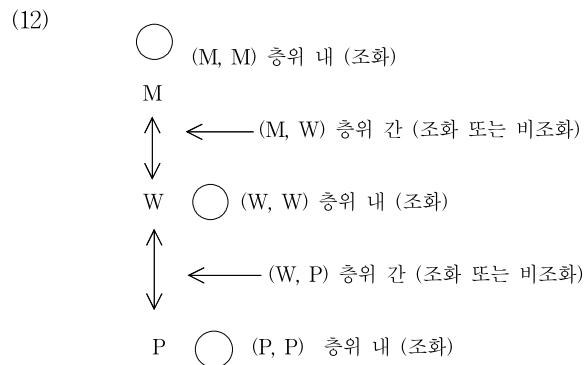 (12)
(M, M) 층위 내 (조화)
M
(M, W) 층위 간 (조화 또는 비조화)
W (W, W) 층위 내 (조화)
(W, P) 층위 간 (조화 또는 비조화)
P (P, P) 층위 내 (조화)